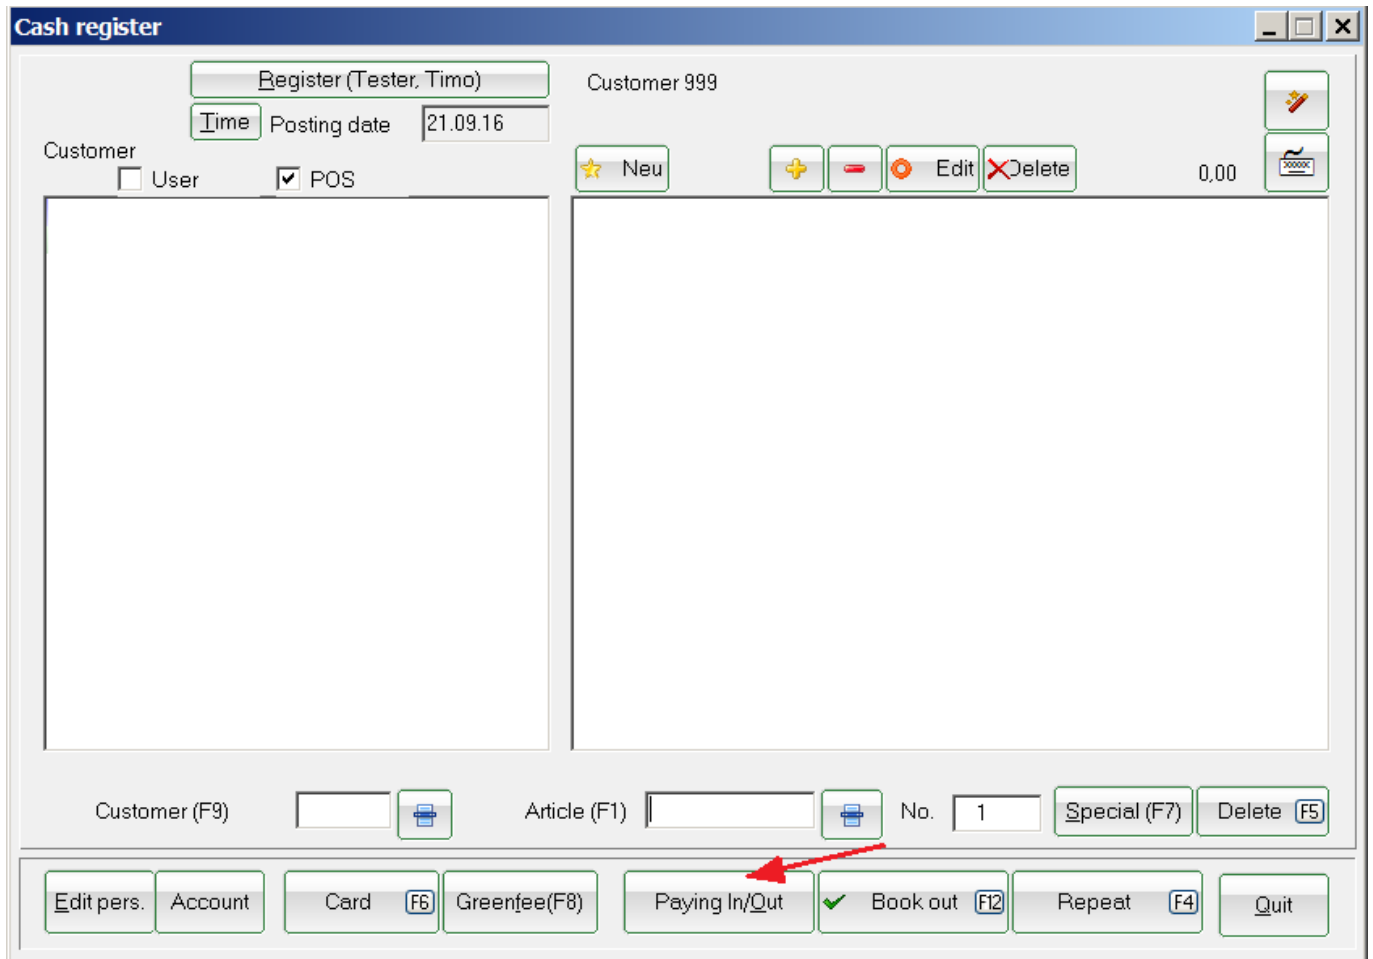 Cash register
Register (Tester, Timo)
Customer 999
Time Posting date 21.09.16
Customer
User POS
Neu Edit Delete 0,00
Customer (F9) Article (F1) No. 1 Special (F7) Delete F5
Edit pers. Account Card F6 Greenfee(F8) Paying In/Out Book out F12 Repeat F4 Quit